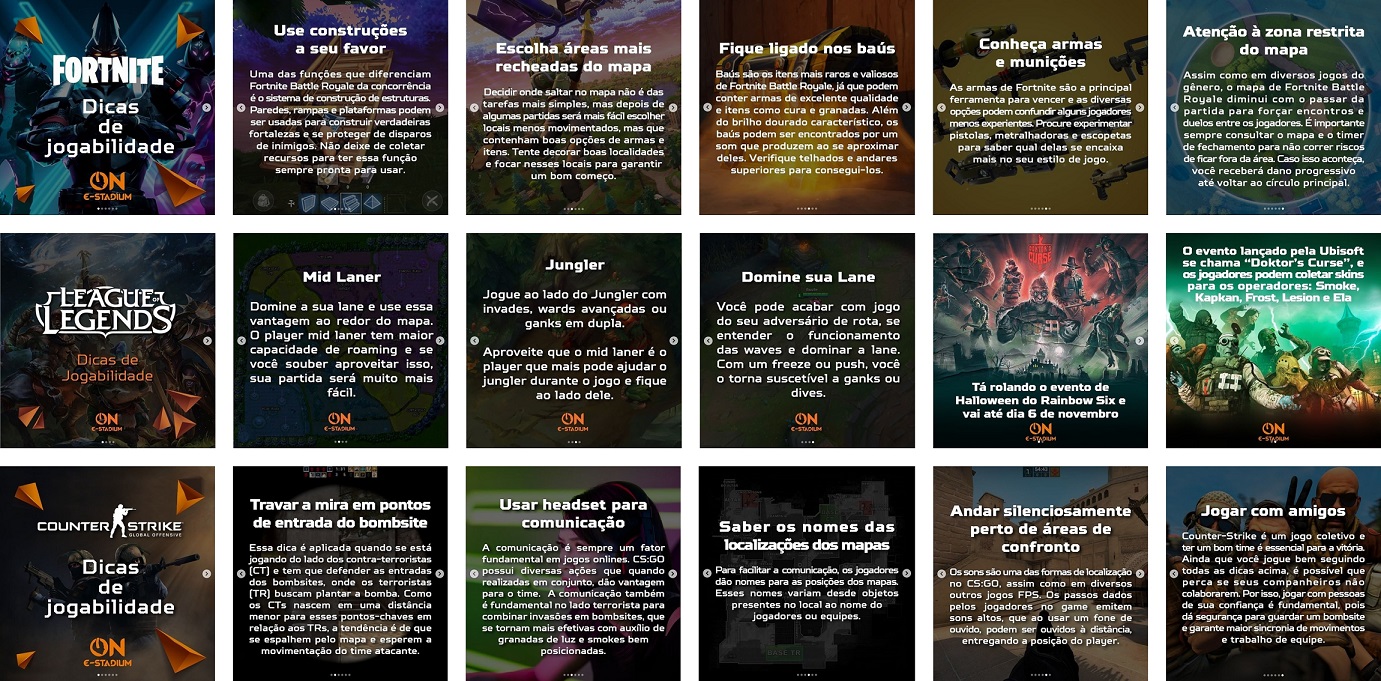 FORTNITE
Dicas
de
jogabilidade
ON
E-STADIUM
Use construções
a seu favor
Uma das funções que diferenciam
Fortnite Battle Royale da concorrência
é o sistema de construção de estruturas.
Paredes, rampas e plataformas podem
ser usadas para construir verdadeiras
fortalezas e se proteger de disparos
de inimigos. Não deixe de coletar
recursos para ter essa função
sempre pronta para usar.
Escolha áreas mais
recheadas do mapa
Decidir onde saltar no mapa não é das
tarefas mais simples, mas depois de
algumas partidas será mais fácil escolher
locais menos movimentados, mas que
contenham boas opções de armas e
itens. Tente decorar boas localidades
e focar nesses locais para garantir
um bom começo.
Fique ligado nos baús
Baús são os itens mais raros e valiosos
de Fortnite Battle Royale, já que podem
conter armas de excelente qualidade
e itens como cura e granadas. Além
do brilho dourado característico, os
baús podem ser encontrados por um
som que produzem ao se aproximar
deles. Verifique telhados e andares
superiores para consegui-los.
Conheça armas
e munições
As armas de Fortnite são a principal
ferramenta para vencer e as diversas
opções podem confundir alguns jogadores
menos experientes. Procure experimentar
pistolas, metralhadoras e escopetas
para saber qual delas se encaixa
mais no seu estilo de jogo.
Atenção à zona restrita
do mapa
Assim como em diversos jogos do
gênero, o mapa de Fortnite Battle
Royale diminui com o passar da
partida para forçar encontros e
duelos entre os jogadores. É importante
sempre consultar o mapa e o timer
de fechamento para não correr riscos
de ficar fora da área. Caso isso aconteça,
você receberá dano progressivo
até voltar ao círculo principal.
LEAGUE OF
LEGENDS
Dicas de
Jogabilidade
ON
E-STADIUM
Mid Laner
Domine a sua lane e use essa
vantagem ao redor do mapa.
O player mid laner tem maior
capacidade de roaming e se
você souber aproveitar isso,
sua partida será muito mais
fácil.
ON
E-STADIUM
Jungler
Jogue ao lado do Jungler com
invades, wards avançadas ou
ganks em dupla.
Aproveite que o mid laner é o
player que mais pode ajudar o
jungler durante o jogo e fique
ao lado dele.
ON
E-STADIUM
Domine sua Lane
Você pode acabar com jogo
do seu adversário de rota, se
entender o funcionamento
das waves e dominar a lane.
Com um freeze ou push, você
o torna suscetível a ganks ou
dives.
ON
E-STADIUM
DOKTOR'S
CURSE
Tá rolando o evento de
Halloween do Rainbow Six e
vai até dia 6 de novembro
ON
E-STADIUM
O evento lançado pela Ubisoft
se chama “Doktor's Curse”, e
os jogadores podem coletar skins
para os operadores: Smoke,
Kapkan, Frost, Lesion e Ela
ON
E-STADIUM
COUNTER STRIKE
GLOBAL OFFENSIVE
Dicas
de
jogabilidade
ON
E-STADIUM
Travar a mira em pontos
de entrada do bombsite
Essa dica é aplicada quando se está
jogando do lado dos contra-terroristas
(CT) e tem que defender as entradas
dos bombsites, onde os terroristas
(TR) buscam plantar a bomba. Como
os CTs nascem em uma distância
menor para esses pontos-chaves em
relação aos TRs, a tendência é de que
se espalhem pelo mapa e esperem a
movimentação do time atacante.
Usar headset para
comunicação
A comunicação é sempre um fator
fundamental em jogos online. CS:GO
possui diversas ações que quando
realizadas em conjunto, dão vantagem
para o time. A comunicação também
é fundamental no lado terrorista para
combinar invasões em bombsites, que
se tornam mais efetivas com auxílio de
granadas de luz e smokes bem
posicionadas.
Saber os nomes das
localizações dos mapas
Para facilitar a comunicação, os jogadores
dão nomes para as posições dos mapas.
Esses nomes variam desde objetos
presentes no local ao nome do
jogadores ou equipes.
BASE TR
Andar silenciosamente
perto de áreas de
confronto
Os sons são uma das formas de localização
no CS:GO, assim como em diversos
outros jogos FPS. Os passos dados
pelos jogadores no game emitem
sons altos, que ao usar um fone de
ouvido, podem ser ouvidos à distância,
entregando a posição do player.
Jogar com amigos
Counter-Strike é um jogo coletivo e
ter um bom time é essencial para a vitória.
Ainda que você jogue bem seguindo
todas as dicas acima, é possível que
perca se seus companheiros não
colaborarem. Por isso, jogar com pessoas
de sua confiança é fundamental, pois
dá segurança para guardar um bombsite
e garante maior sincronia de movimentos
e trabalho de equipe.